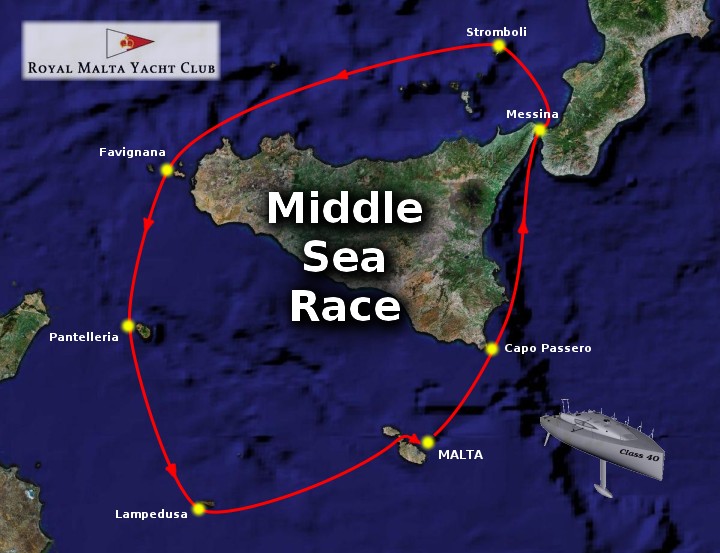 Stromboli
ROYAL MALTA YACHT CLUB
Messina
Favignana
Middle
Sea
Race
Pantelleria
Capo Passero
MALTA
Class 40
Lampedusa